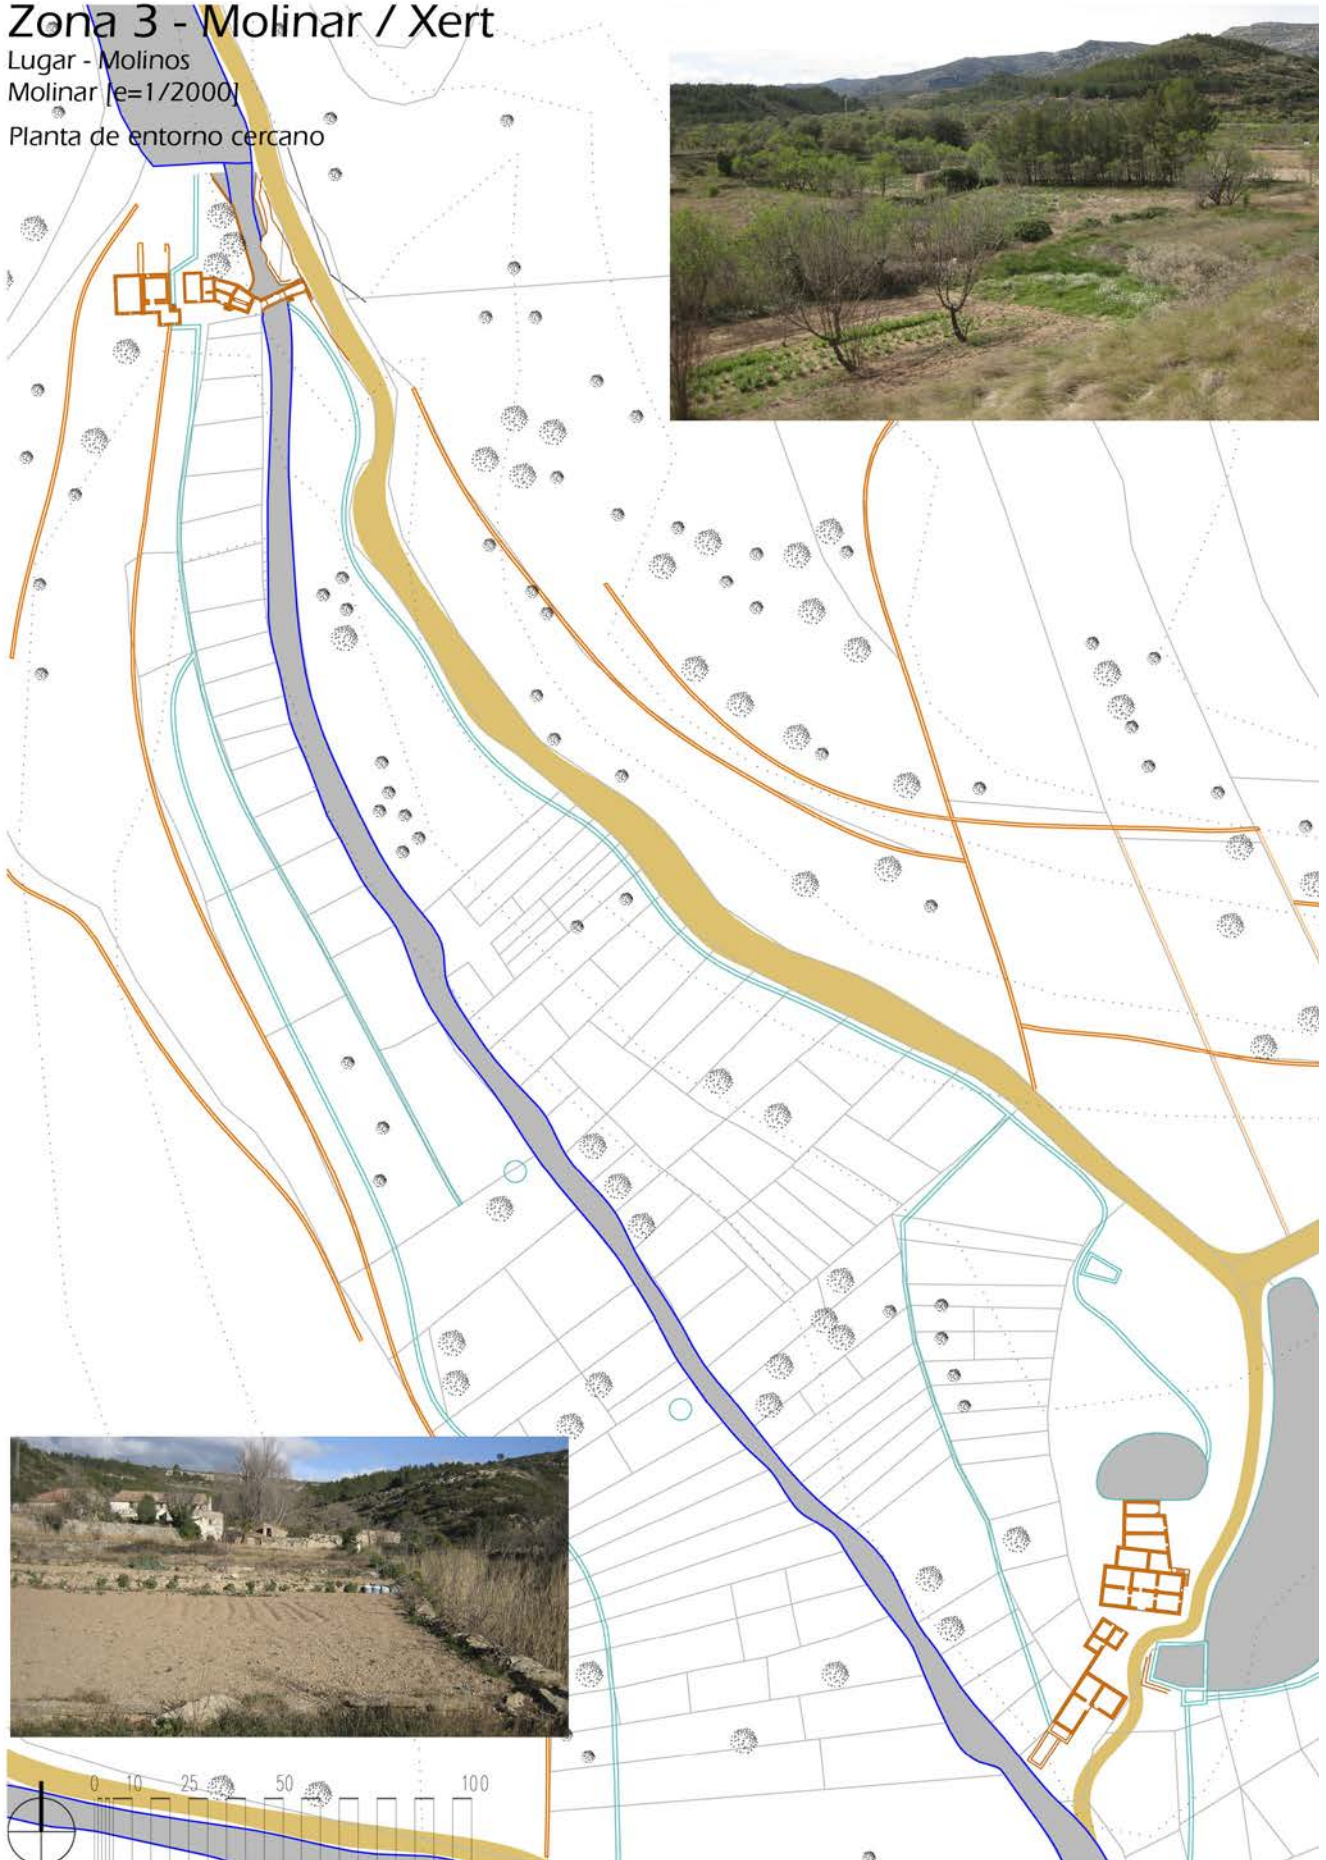 Zona 3 - Molinar / Xert
Lugar - Molinos
Molinar [e=1/2000]
Planta de entorno cercano
0 10 25 50 100